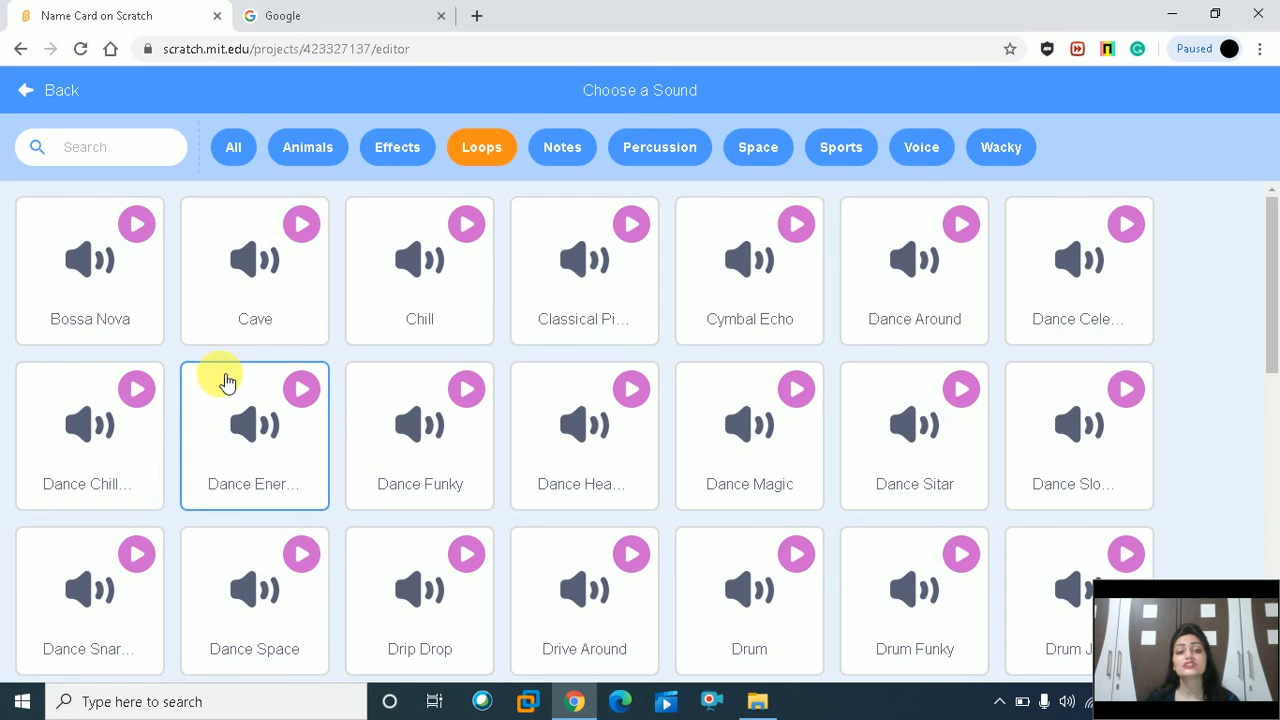 Name Card on Scratch
Google
scratch.mit.edu/projects/423327137/editor
Paused
Back
Choose a Sound
Search
All
Animals
Effects
Loops
Notes
Percussion
Space
Sports
Voice
Wacky
Bossa Nova
Cave
Chill
Classical Pi...
Cymbal Echo
Dance Around
Dance Cele...
Dance Chill...
Dance Ener...
Dance Funky
Dance Hea...
Dance Magic
Dance Sitar
Dance Slo...
Dance Snar...
Dance Space
Drip Drop
Drive Around
Drum
Drum Funky
Drum J
Type here to search